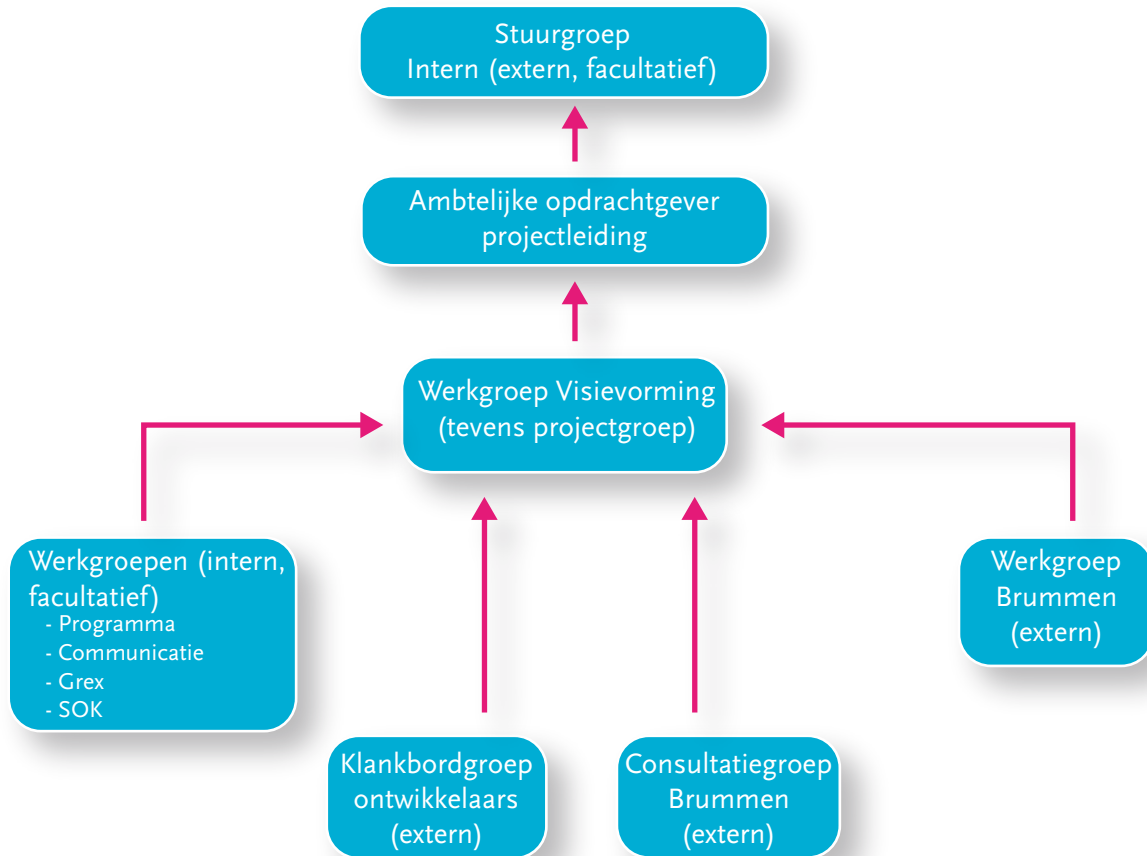 Stuurgroep
Intern (extern, facultatief)
Ambtelijke opdrachtgever
projectleiding
Werkgroep Visievorming
(tevens projectgroep)
Werkgroepen (intern,
facultatief)
- Programma
- Communicatie
- Grex
- SOK
Werkgroep
Brummen
(extern)
Klankbordgroep
ontwikkelaars
(extern)
Consultatiegroep
Brummen
(extern)